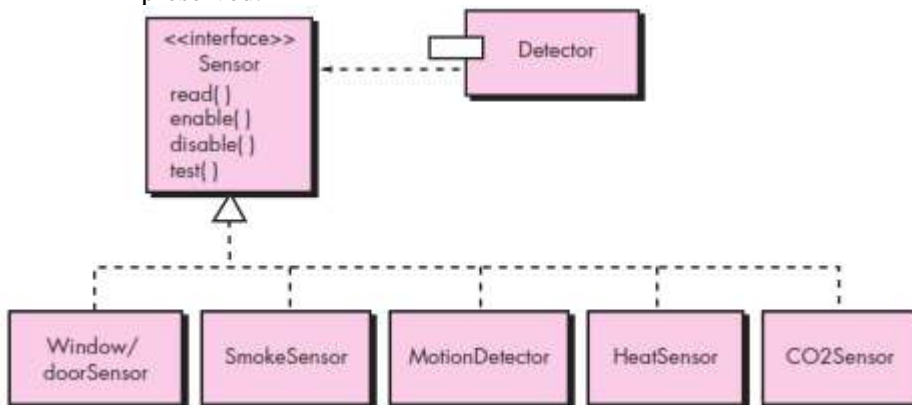 <<interface>>
Sensor
read( )
enable( )
disable( )
test( )
Detector
Window/
doorSensor
SmokeSensor
MotionDetector
HeatSensor
CO2Sensor